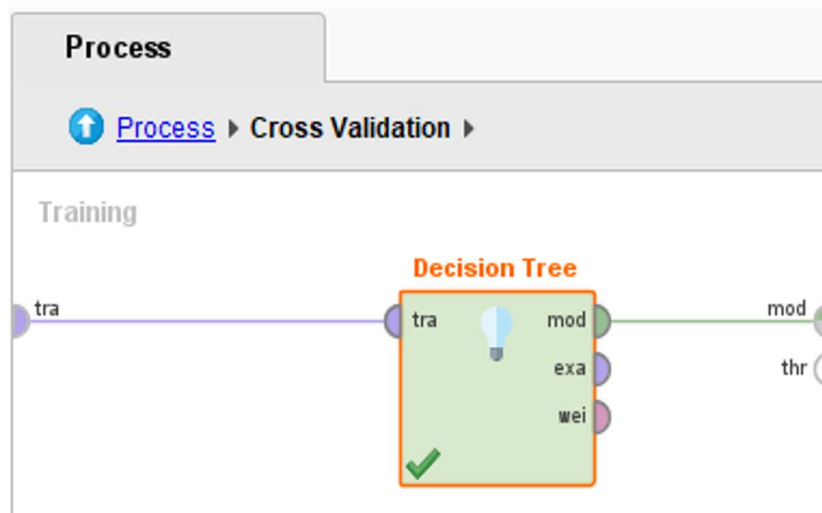 Process
Process Cross Validation
Training
Decision Tree
tra tra mod mod
exa thr
wei